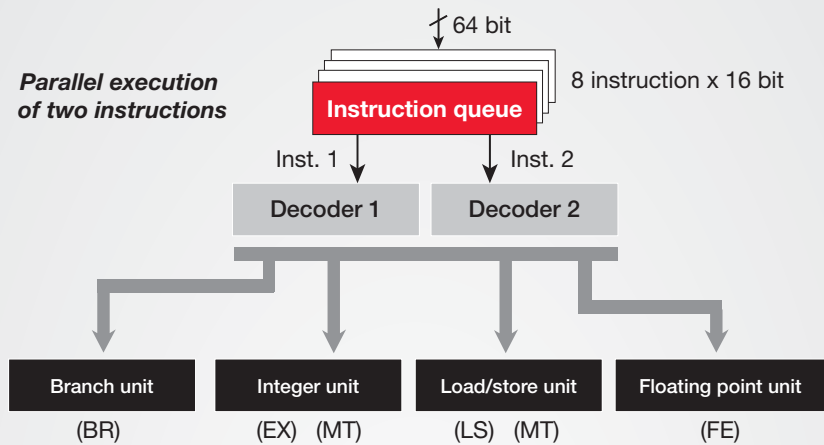 64 bit
Parallel execution
of two instructions
8 instruction x 16 bit
Instruction queue
Inst. 1
Inst. 2
Decoder 1
Decoder 2
Branch unit
Integer unit
Load/store unit
Floating point unit
(BR)
(EX) (MT)
(LS) (MT)
(FE)